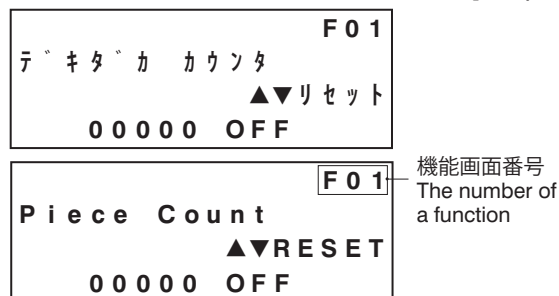 F01
デキダカ カウンタ
▲▼リセット
00000 OFF
F01
Piece Count
▲▼RESET
00000 OFF
機能画面番号
The number of
a function